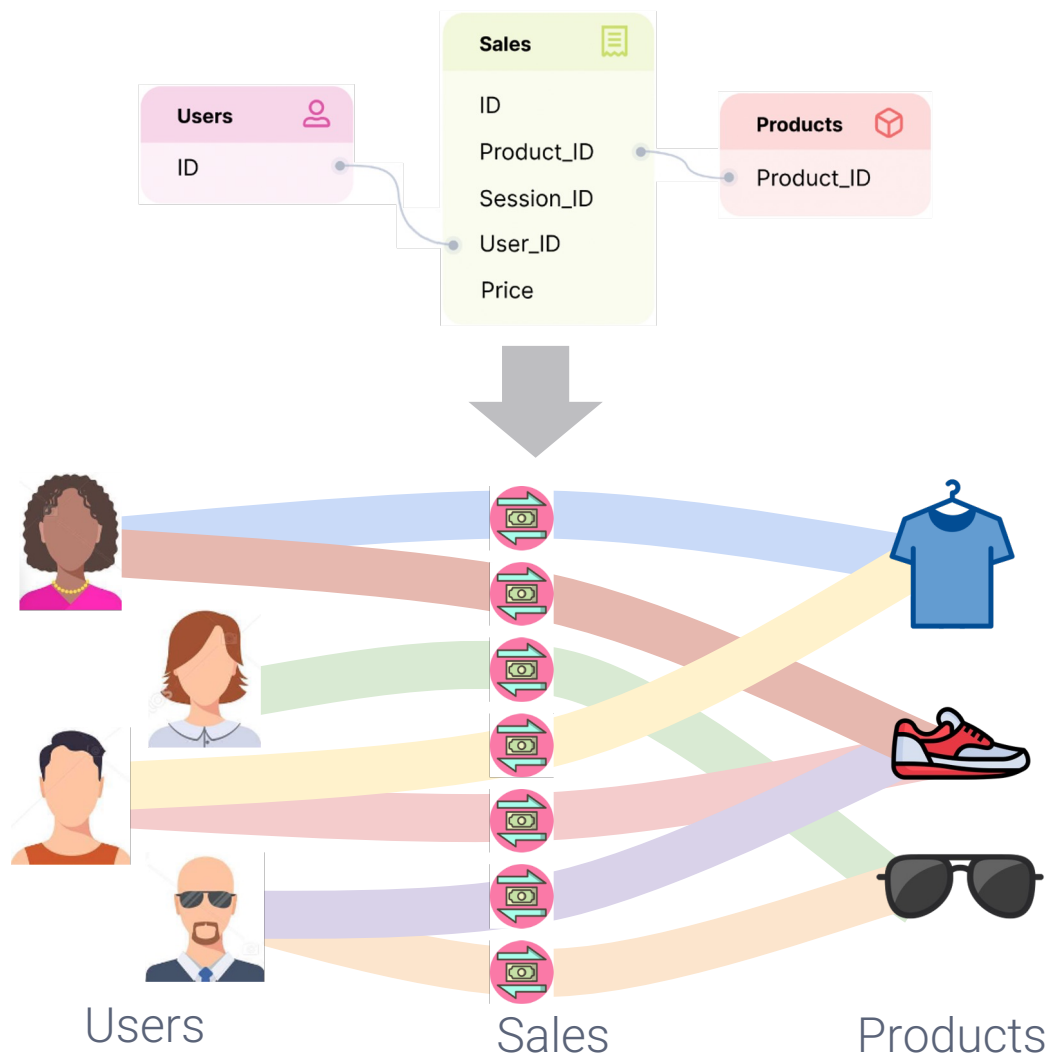 Sales
ID
Product_ID
Session_ID
User_ID
Price
Users
ID
Products
Product_ID
Users
Sales
Products